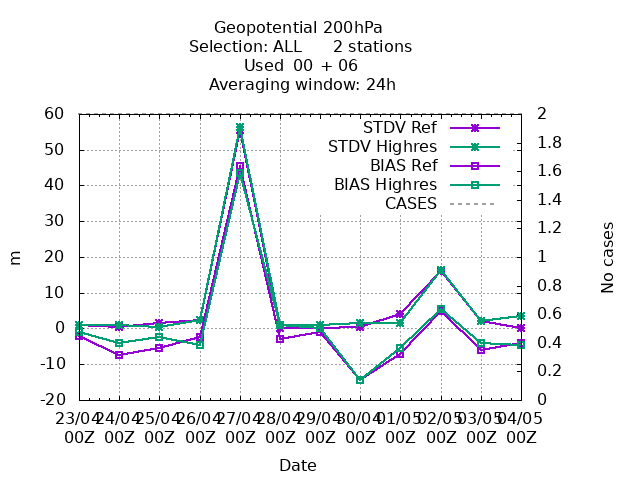 Geopotential 200hPa
Selection: ALL 2 stations
Used 00 + 06
Averaging window: 24h
60
50
40
30
20
10
0
-10
-20
m
2
1.8
1.6
1.4
1.2
1
0.8
0.6
0.4
0.2
0
No cases
STDV Ref
STDV Highres
BIAS Ref
BIAS Highres
CASES
23/04 24/04 25/04 26/04 27/04 28/04 29/04 30/04 01/05 02/05 03/05 04/05
00Z 00Z 00Z 00Z 00Z 00Z 00Z 00Z 00Z 00Z 00Z 00Z
Date